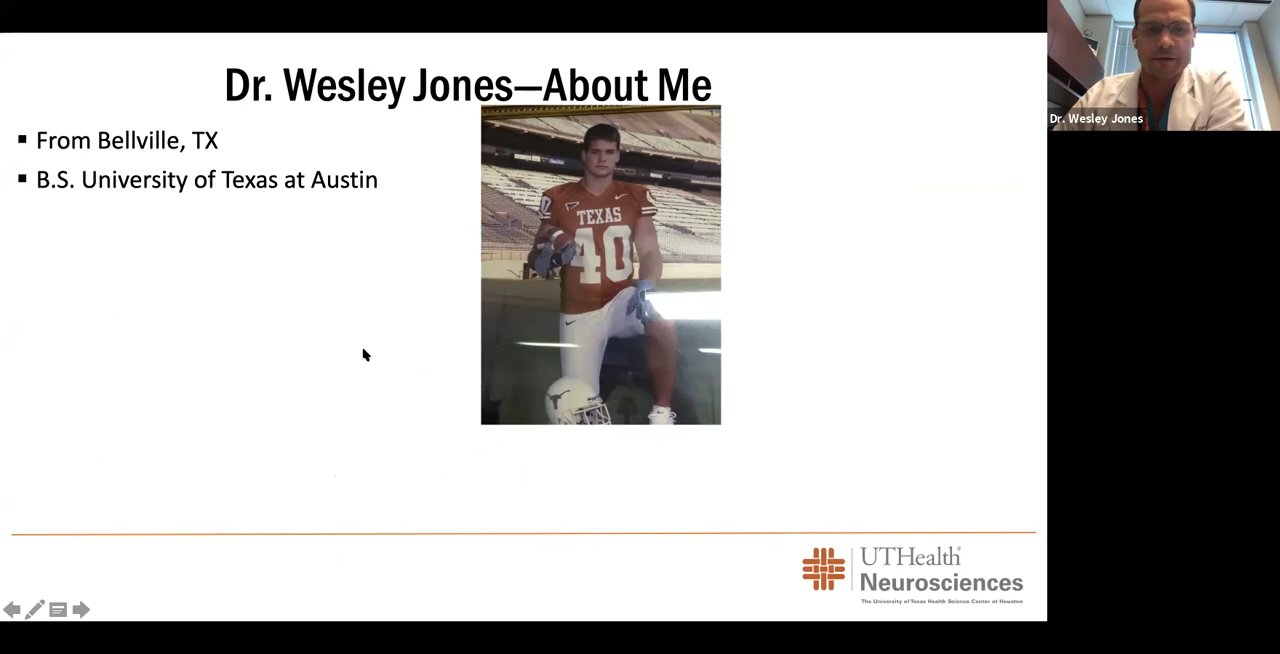 Dr. Wesley Jones—About Me
Dr. Wesley Jones
▪ From Bellville, TX
▪ B.S. University of Texas at Austin
TEXAS
40
UTHealth®
Neurosciences
The University of Texas Health Science Center at Houston